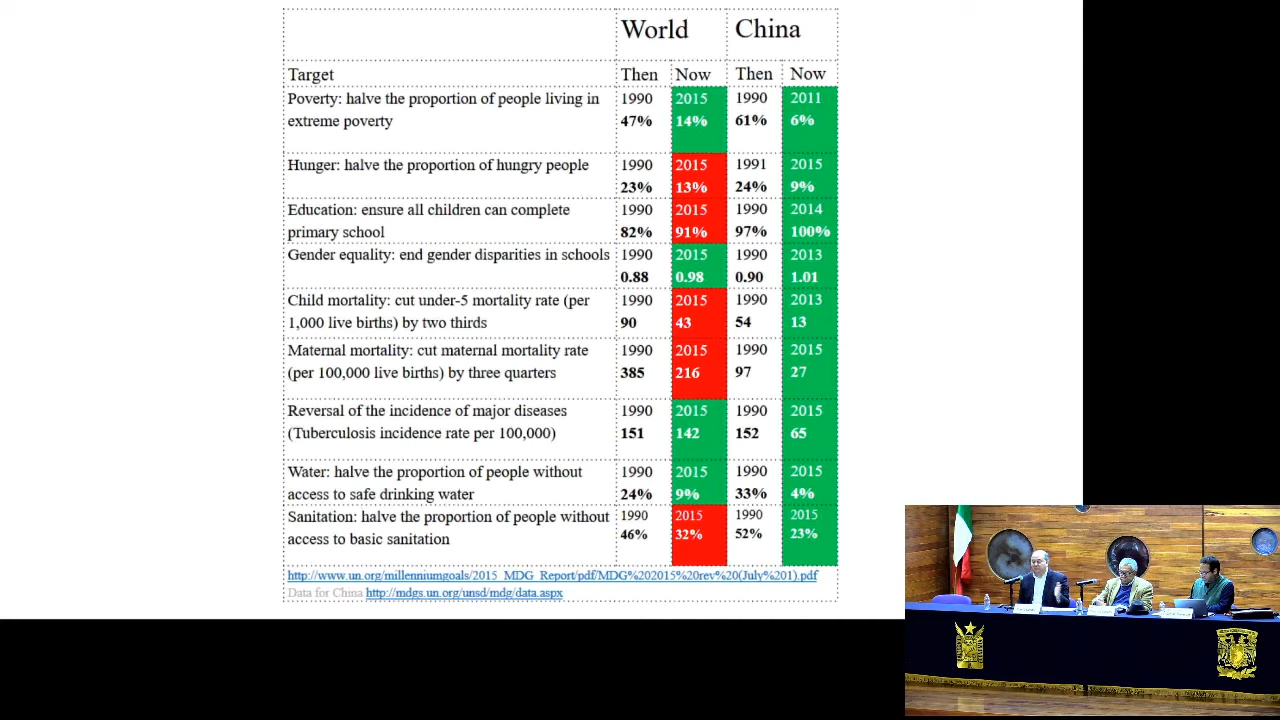 World China
Target Then Now Then Now
Poverty: halve the proportion of people living in 1990 2015 1990 2011
extreme poverty 47% 14% 61% 6%
Hunger: halve the proportion of hungry people 1990 2015 1991 2015
23% 13% 24% 9%
Education: ensure all children can complete 1990 2015 1990 2014
primary school 82% 91% 97% 100%
Gender equality: end gender disparities in schools 1990 2015 1990 2013
0.88 0.98 0.90 1.01
Child mortality: cut under-5 mortality rate (per 1990 2015 1990 2013
1,000 live births) by two thirds 90 43 54 13
Maternal mortality: cut maternal mortality rate 1990 2015 1990 2015
(per 100,000 live births) by three quarters 385 216 97 27
Reversal of the incidence of major diseases 1990 2015 1990 2015
(Tuberculosis incidence rate per 100,000) 151 142 152 65
Water: halve the proportion of people without 1990 2015 1990 2015
access to safe drinking water 24% 9% 33% 4%
Sanitation: halve the proportion of people without 1990 2015 1990 2015
access to basic sanitation 46% 32% 52% 23%
http://www.un.org/millenniumgoals/2015_MDG_Report/pdf/MDG%202015%20rev%20(July%201).pdf
Data for China http://mdgs.un.org/unsd/mdg/data.aspx